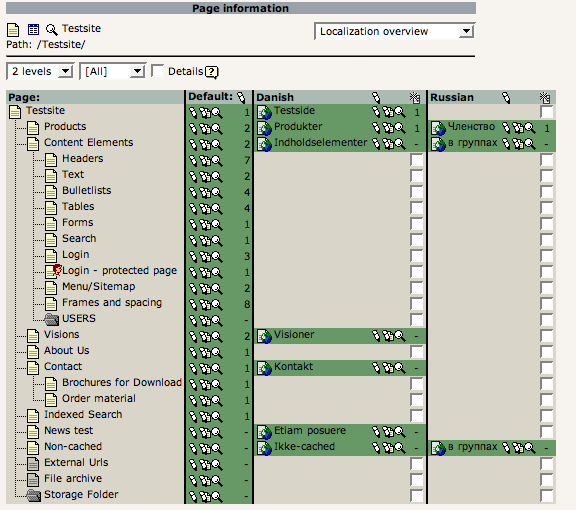 Page information
Testsite
Path: /Testsite/
Localization overview
2 levels [All] Details
Page: Default: Danish Russian
Testsite 1 Testside 1
Products 2 Produkter 1 Членство 1
Content Elements 2 Indholdselementer - в группах -
Headers 7
Text 2
Bulletlists 4
Tables 4
Forms 1
Search 1
Login 3
Login - protected page 1
Menu/Sitemap 2
Frames and spacing 8
USERS -
Visions 2 Visioner -
About Us 1
Contact 1 Kontakt -
Brochures for Download 1
Order material 1
Indexed Search 1
News test - Etiam posuere -
Non-cached - Ikke-cached - в группах -
External Urls -
File archive -
Storage Folder -